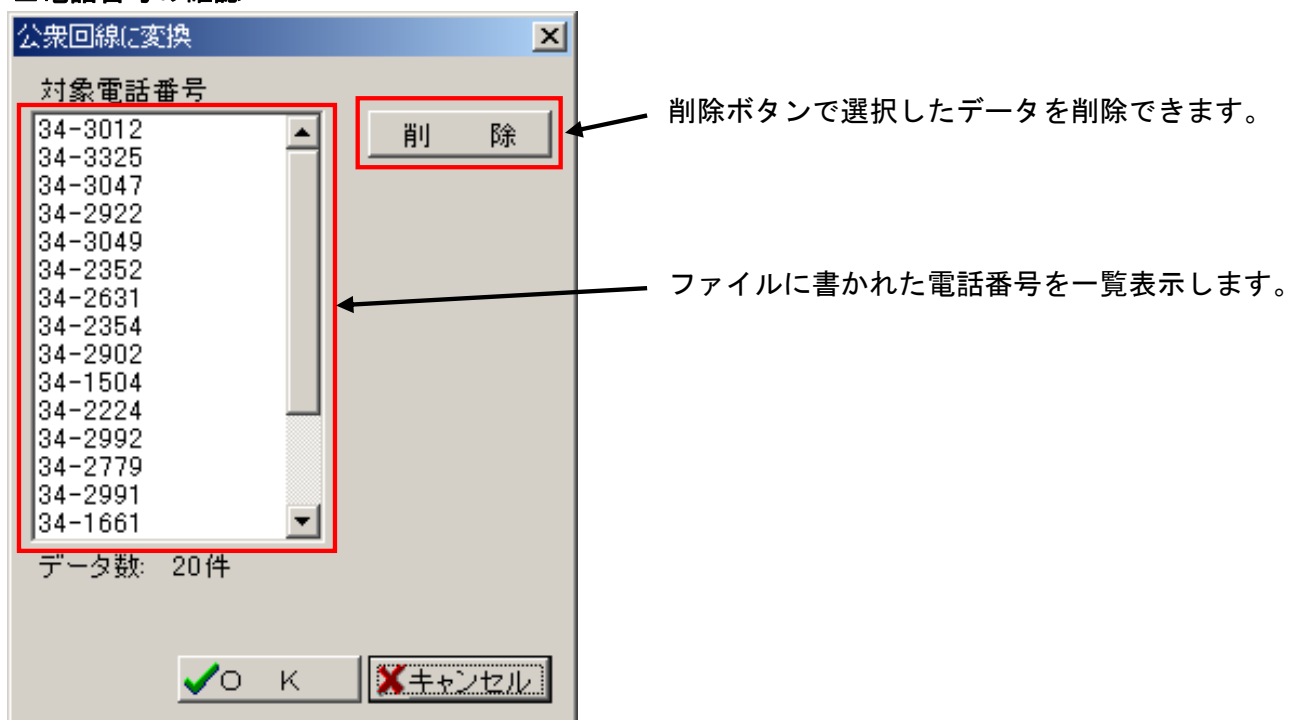 公衆回線に変換
対象電話番号
34-3012
34-3325
34-3047
34-2922
34-3049
34-2352
34-2631
34-2354
34-2902
34-1504
34-2224
34-2992
34-2779
34-2991
34-1661
データ数: 20件
削 除
削除ボタンで選択したデータを削除できます。
ファイルに書かれた電話番号を一覧表示します。
O K
キャンセル